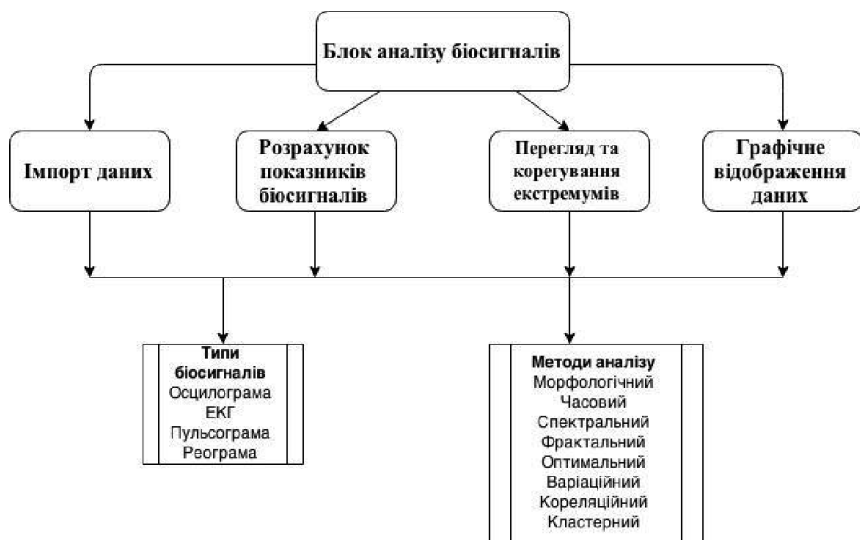 Блок аналізу біосигналів
Імпорт даних
Розрахунок
показників
біосигналів
Перегляд та
корегування
екстремумів
Графічне
відображення
даних
Типи
біосигналів
Осцилограма
ЕКГ
Пульсограма
Реограма
Методи аналізу
Морфологічний
Часовий
Спектральний
Фрактальний
Оптимальний
Варіаційний
Кореляційний
Кластерний